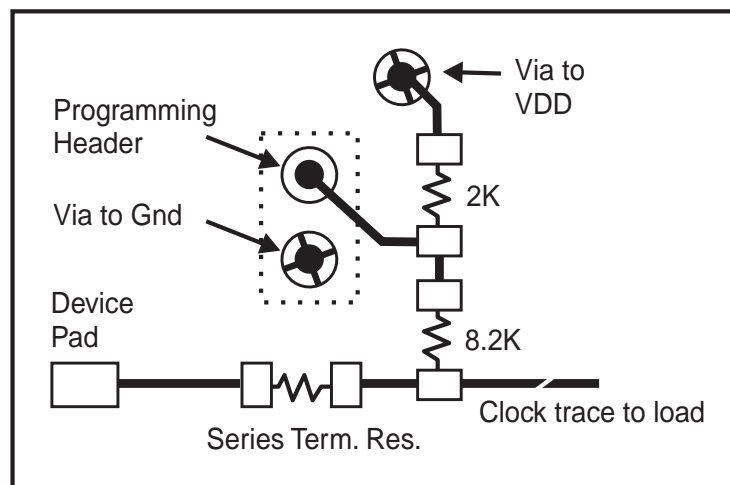 Via to
VDD
Programming
Header
2K
Via to Gnd
Device
Pad
8.2K
Clock trace to load
Series Term. Res.